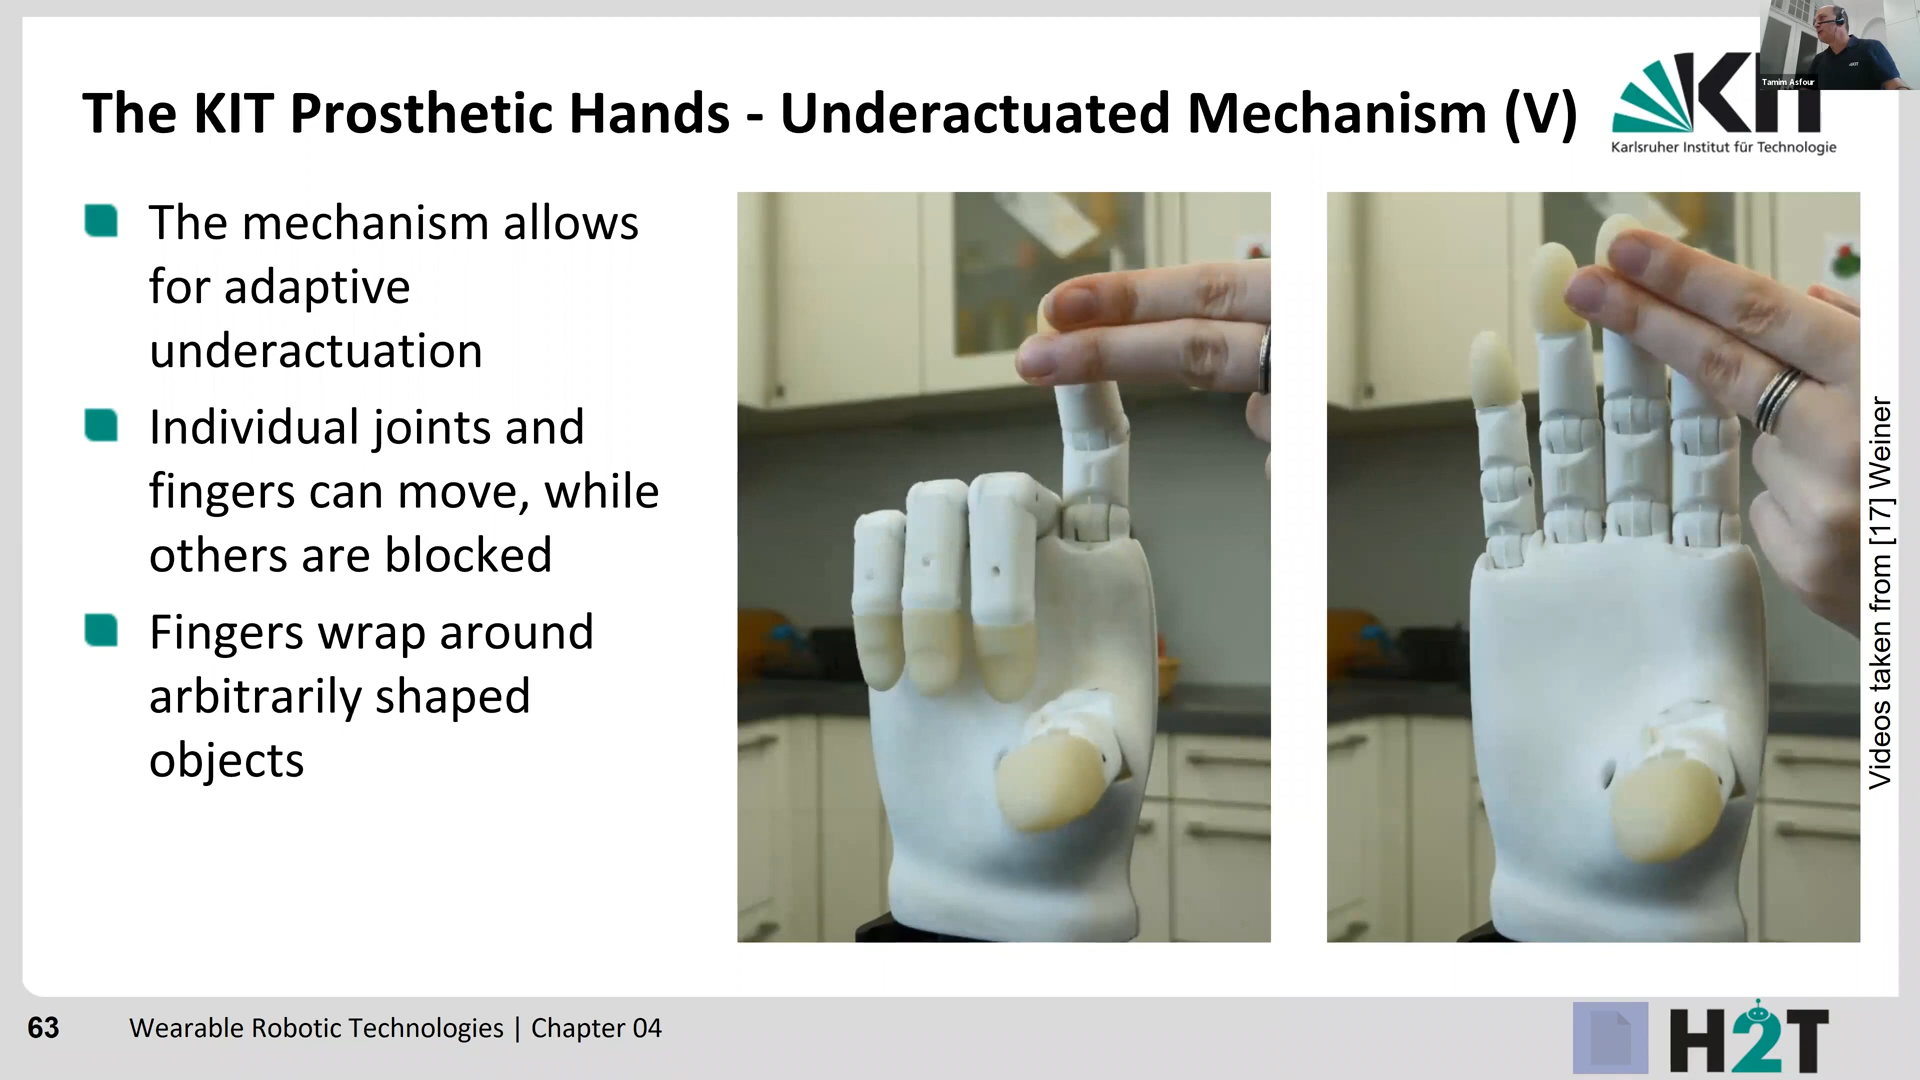 Tamim Asfour
The KIT Prosthetic Hands - Underactuated Mechanism (V)
KIT
Karlsruher Institut für Technologie
The mechanism allows
for adaptive
underactuation
Individual joints and
fingers can move, while
others are blocked
Fingers wrap around
arbitrarily shaped
objects
Videos taken from [17] Weiner
63
Wearable Robotic Technologies | Chapter 04
H2T